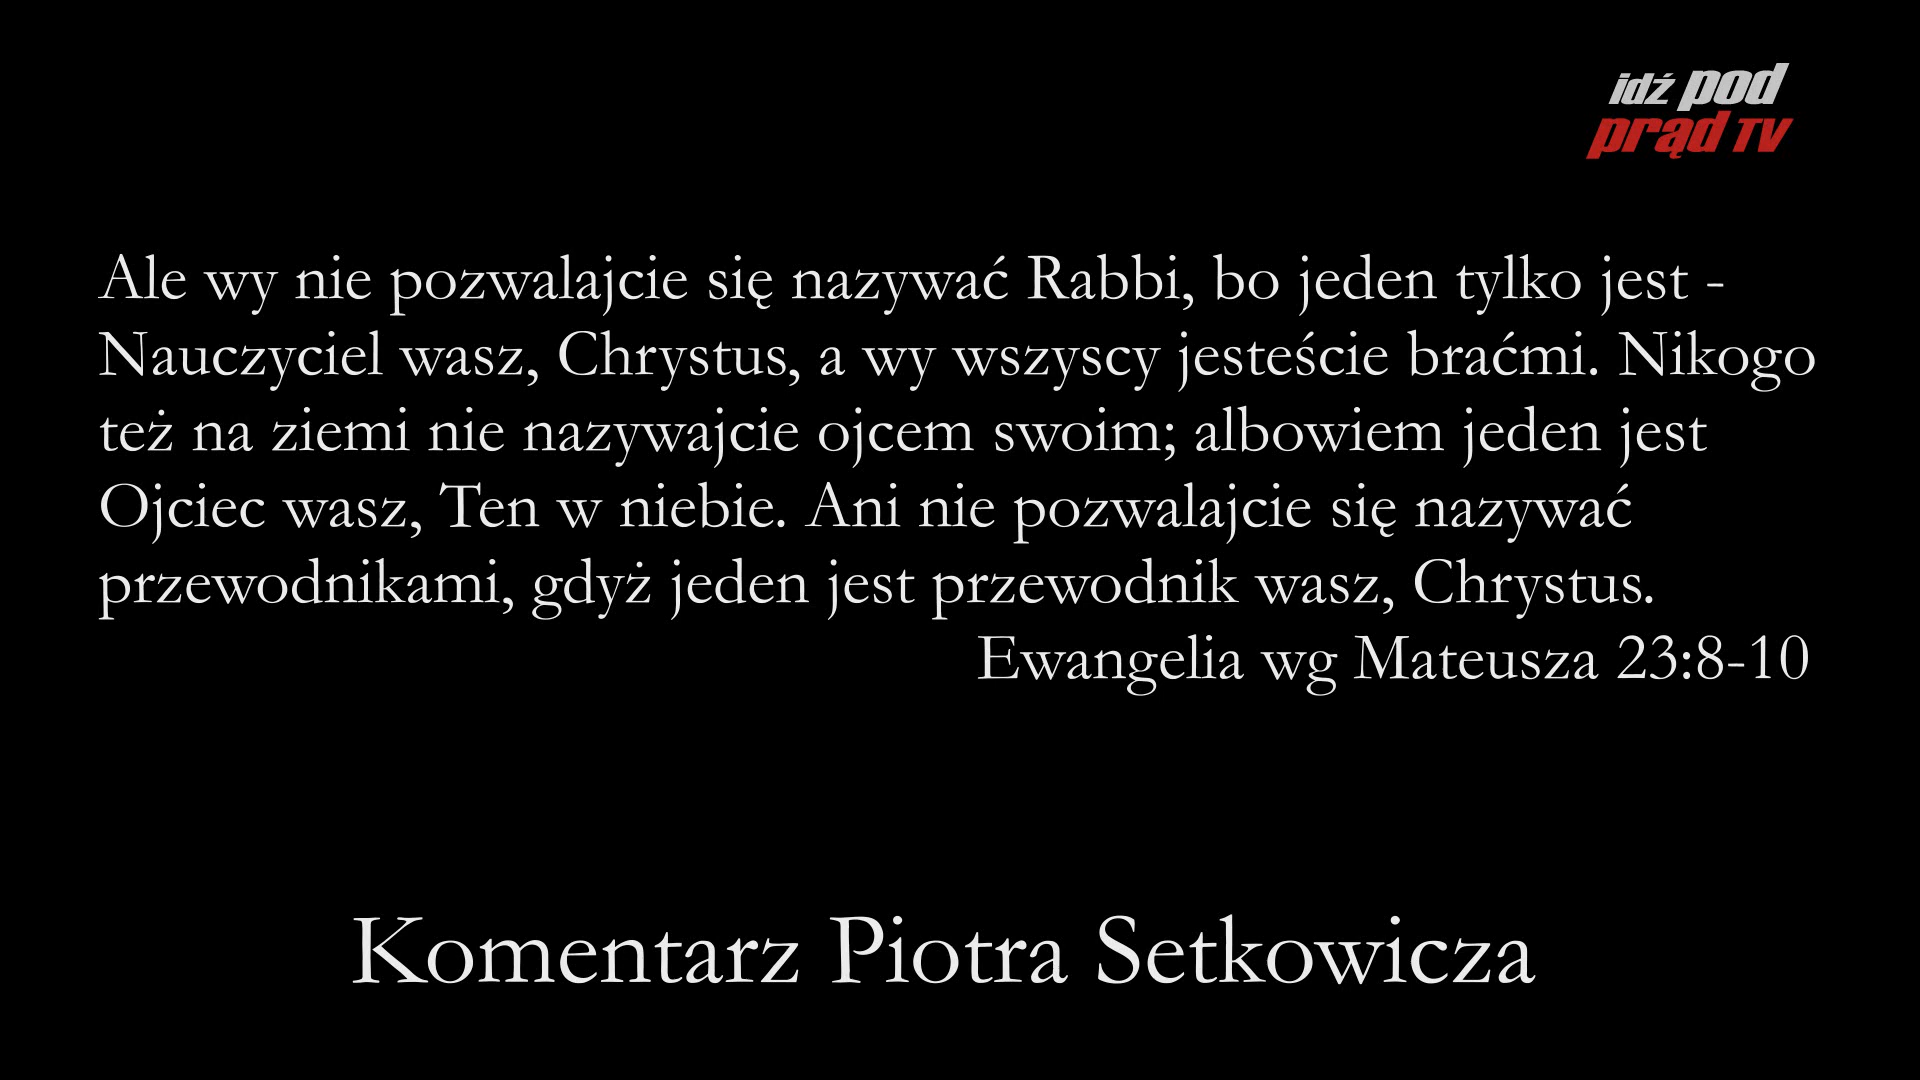 idź pod
prąd TV
Ale wy nie pozwalajcie się nazywać Rabbi, bo jeden tylko jest -
Nauczyciel wasz, Chrystus, a wy wszyscy jesteście braćmi. Nikogo
też na ziemi nie nazywajcie ojcem swoim; albowiem jeden jest
Ojciec wasz, Ten w niebie. Ani nie pozwalajcie się nazywać
przewodnikami, gdyż jeden jest przewodnik wasz, Chrystus.
Ewangelia wg Mateusza 23:8-10
Komentarz Piotra Setkowicza